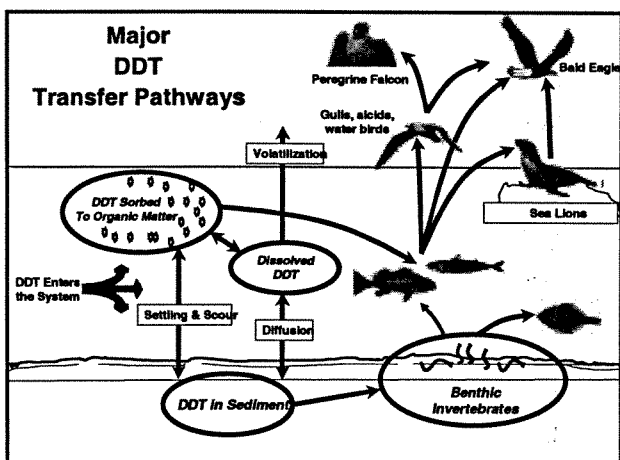 Major
DDT
Transfer Pathways
Peregrine Falcon
Bald Eagle
Gulls, alcids,
water birds
Volatilization
DDT Sorbed
To Organic Matter
Sea Lions
Dissolved
DDT
DDT Enters
the System
Settling & Scour
Diffusion
DDT in Sediment
Benthic
Invertebrates